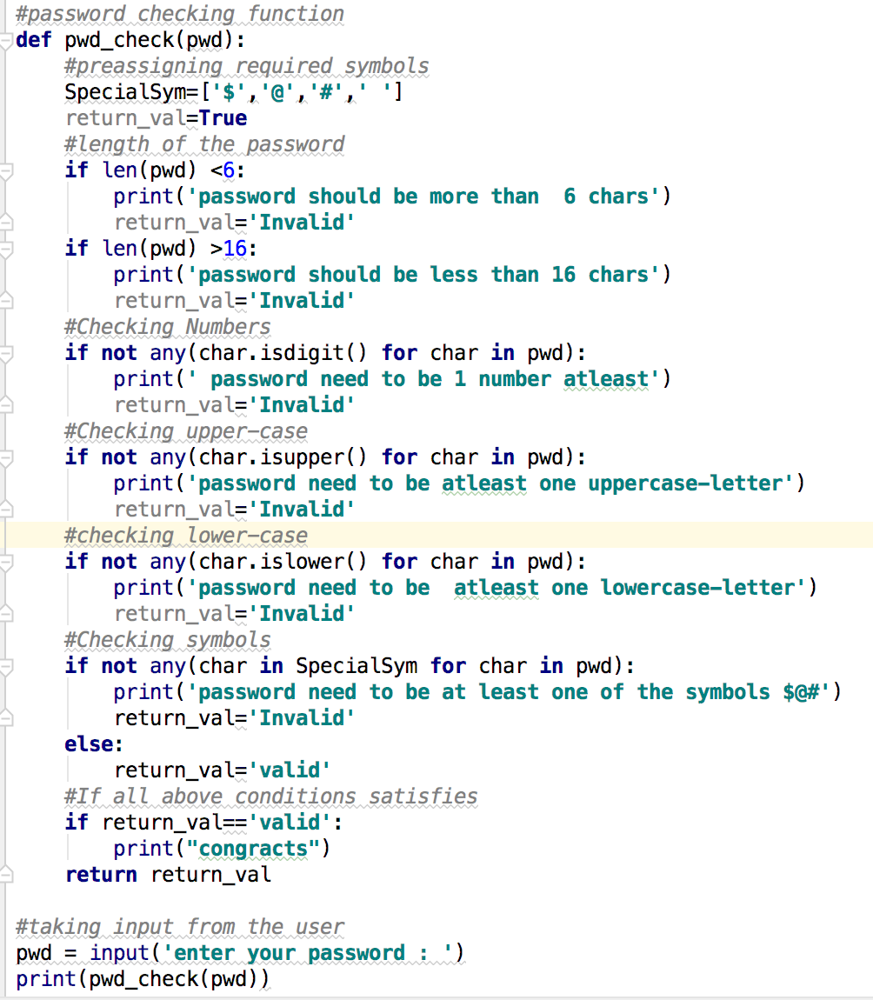 #password checking function
def pwd_check(pwd):
    #preassigning required symbols
    SpecialSym=['$','@','#',' ']
    return_val=True
    #length of the password
    if len(pwd) <6:
        print('password should be more than  6 chars')
        return_val='Invalid'
    if len(pwd) >16:
        print('password should be less than 16 chars')
        return_val='Invalid'
    #Checking Numbers
    if not any(char.isdigit() for char in pwd):
        print(' password need to be 1 number atleast')
        return_val='Invalid'
    #Checking upper-case
    if not any(char.isupper() for char in pwd):
        print('password need to be atleast one uppercase-letter')
        return_val='Invalid'
    #checking lower-case
    if not any(char.islower() for char in pwd):
        print('password need to be  atleast one lowercase-letter')
        return_val='Invalid'
    #Checking symbols
    if not any(char in SpecialSym for char in pwd):
        print('password need to be at least one of the symbols $@#')
        return_val='Invalid'
    else:
        return_val='valid'
    #If all above conditions satisfies
    if return_val=='valid':
        print("congracts")
    return return_val

#taking input from the user
pwd = input('enter your password : ')
print(pwd_check(pwd))